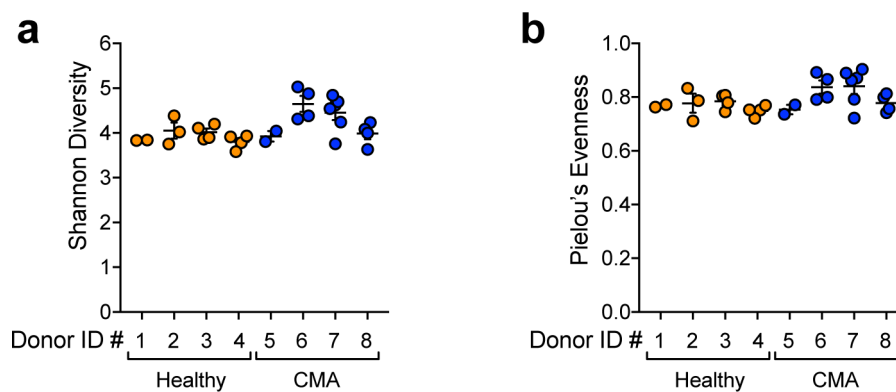 a
Shannon Diversity
6
5
4
3
2
1
0
Donor ID # 1 2 3 4 5 6 7 8
Healthy CMA
b
Pielou's Evenness
1.0
0.8
0.6
0.4
0.2
0.0
Donor ID # 1 2 3 4 5 6 7 8
Healthy CMA